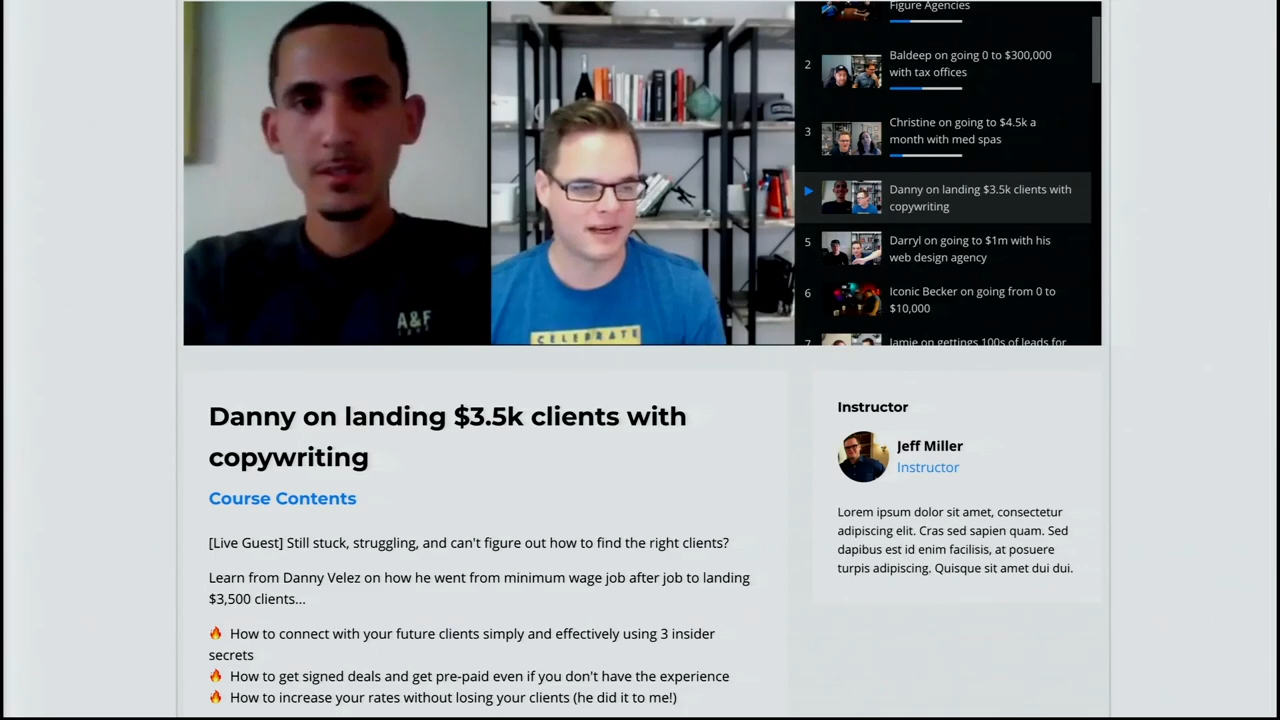 Figure Agencies
2
Baldeep on going 0 to $300,000
with tax offices
3
Christine on going to $4.5k a
month with med spas
Danny on landing $3.5k clients with
copywriting
5
Darryl on going to $1m with his
web design agency
6
Iconic Becker on going from 0 to
$10,000
7
Jamie on gettings 100s of leads for
A&F
CELEBRATE
Danny on landing $3.5k clients with
copywriting
Course Contents
[Live Guest] Still stuck, struggling, and can't figure out how to find the right clients?
Learn from Danny Velez on how he went from minimum wage job after job to landing
$3,500 clients...
🔥 How to connect with your future clients simply and effectively using 3 insider
secrets
🔥 How to get signed deals and get pre-paid even if you don't have the experience
🔥 How to increase your rates without losing your clients (he did it to me!)
Instructor
Jeff Miller
Instructor
Lorem ipsum dolor sit amet, consectetur
adipiscing elit. Cras sed sapien quam. Sed
dapibus est id enim facilisis, at posuere
turpis adipiscing. Quisque sit amet dui dui.